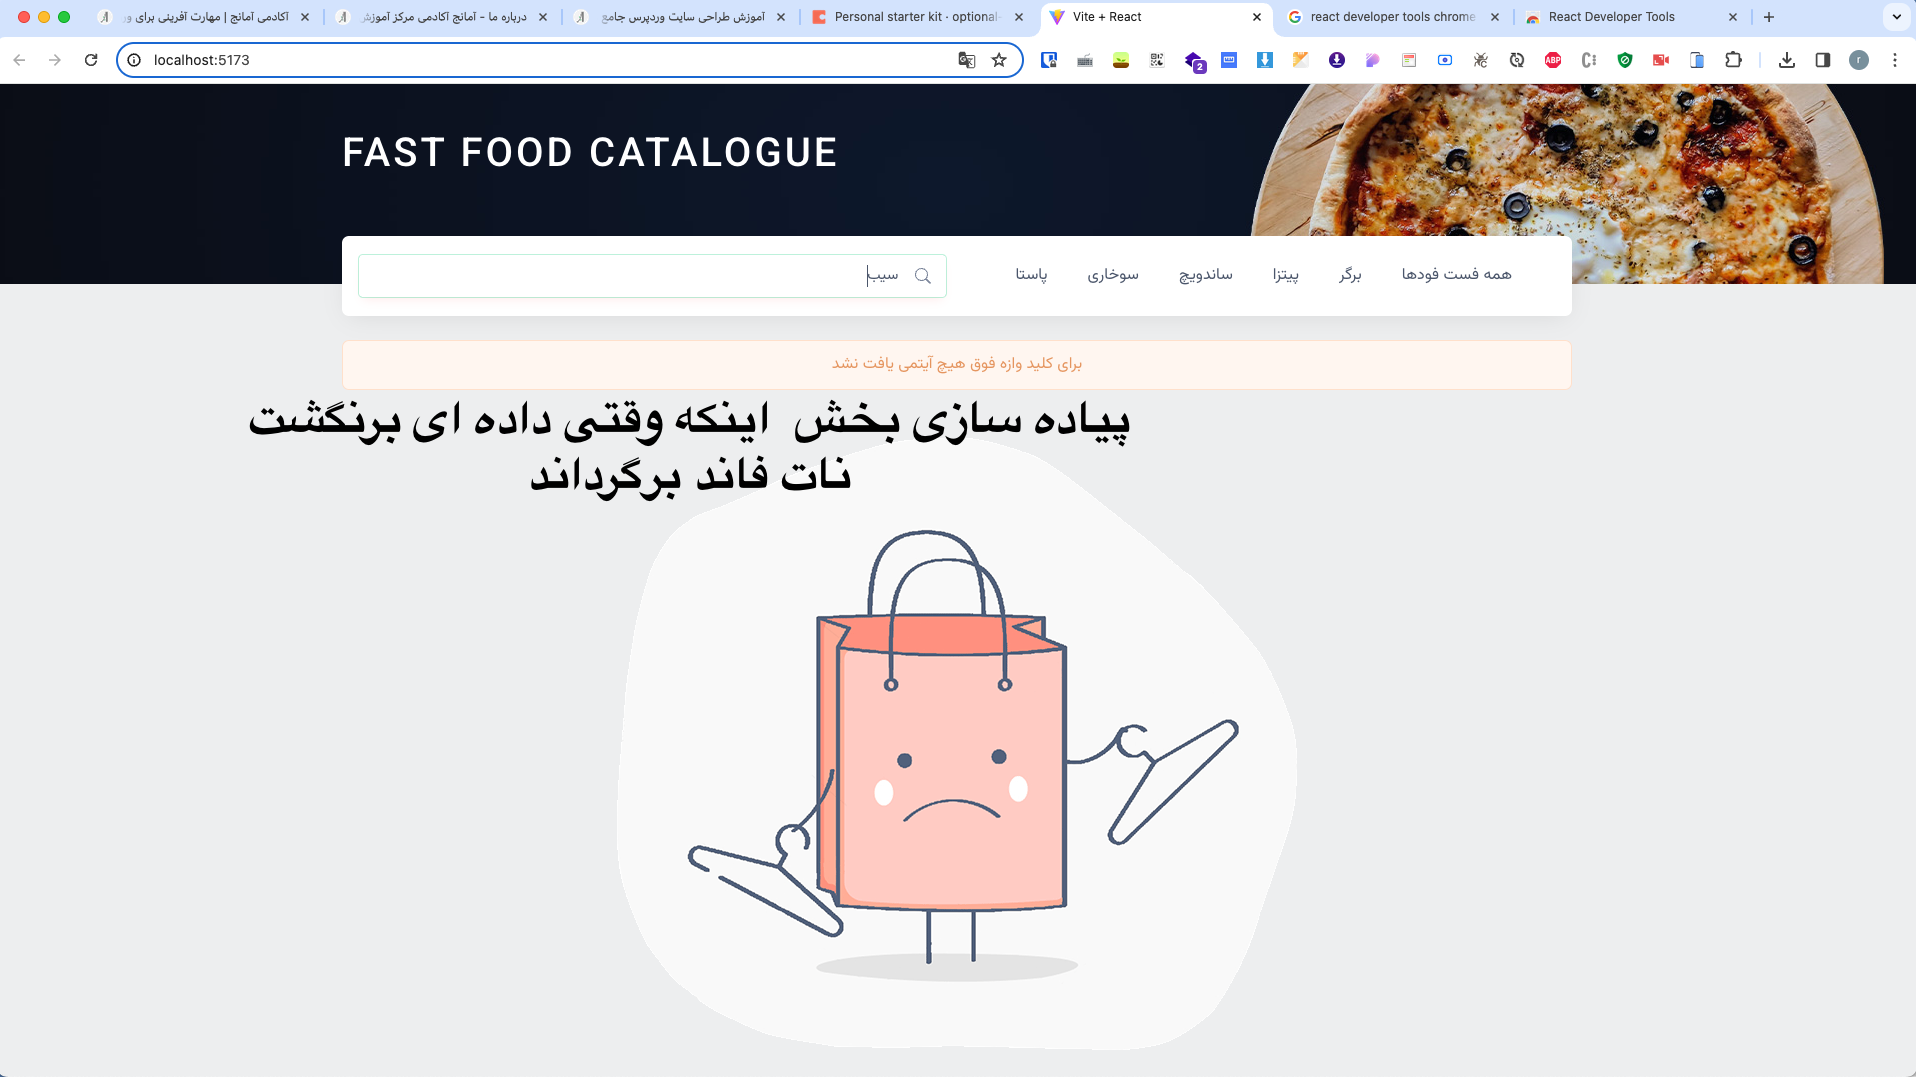 آکادمی آمانج | مهارت آفرینی برای ور
درباره ما - آمانج آکادمی مرکز آموزش
آموزش طراحی سایت وردپرس جامع
Personal starter kit · optional-
Vite + React
react developer tools chrome
React Developer Tools
localhost:5173
2
ABP
r
FAST FOOD CATALOGUE
همه فست فودها
برگر
پیتزا
ساندویچ
سوخاری
پاستا
سیب
برای کلید واژه فوق هیچ آیتمی یافت نشد
پیاده سازی بخش اینکه وقتی داده ای برنگشت
نات فاند برگرداند